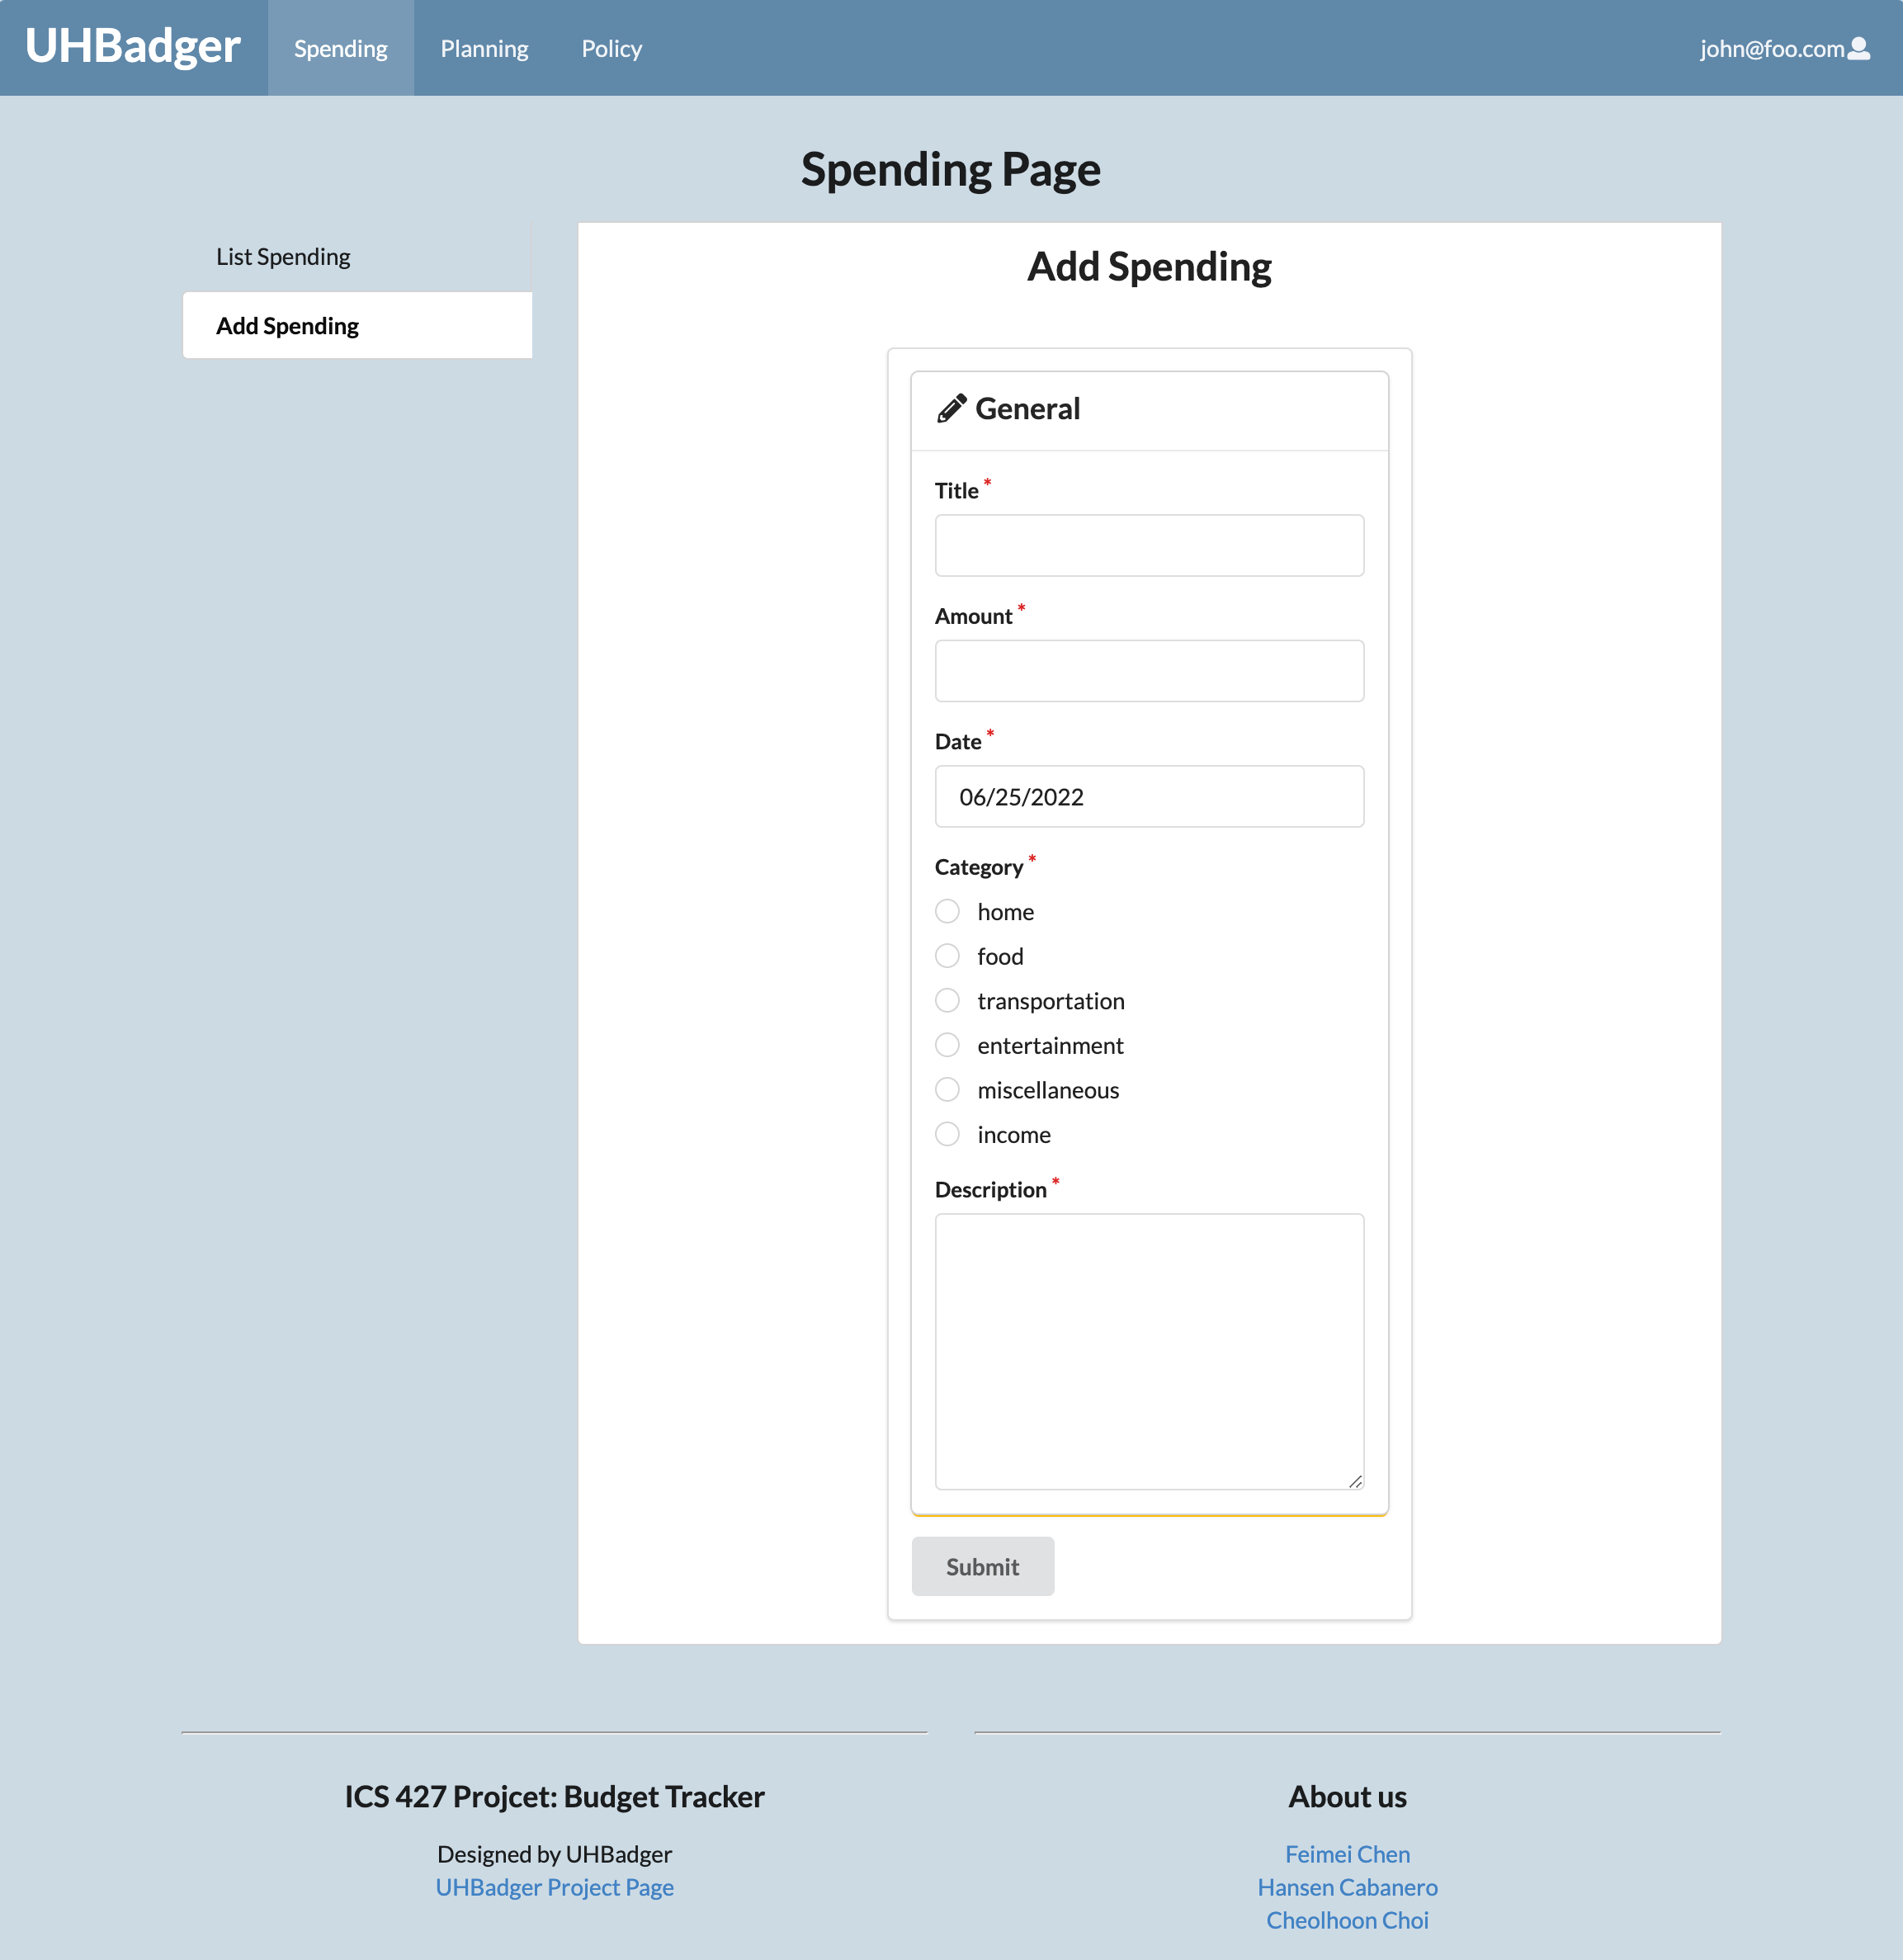 UHBadger Spending Planning Policy john@foo.com
Spending Page
List Spending
Add Spending
Add Spending
General
Title *
Amount *
Date *
06/25/2022
Category *
home
food
transportation
entertainment
miscellaneous
income
Description *
Submit
ICS 427 Projcet: Budget Tracker
Designed by UHBadger
UHBadger Project Page
About us
Feimei Chen
Hansen Cabanero
Cheolhoon Choi